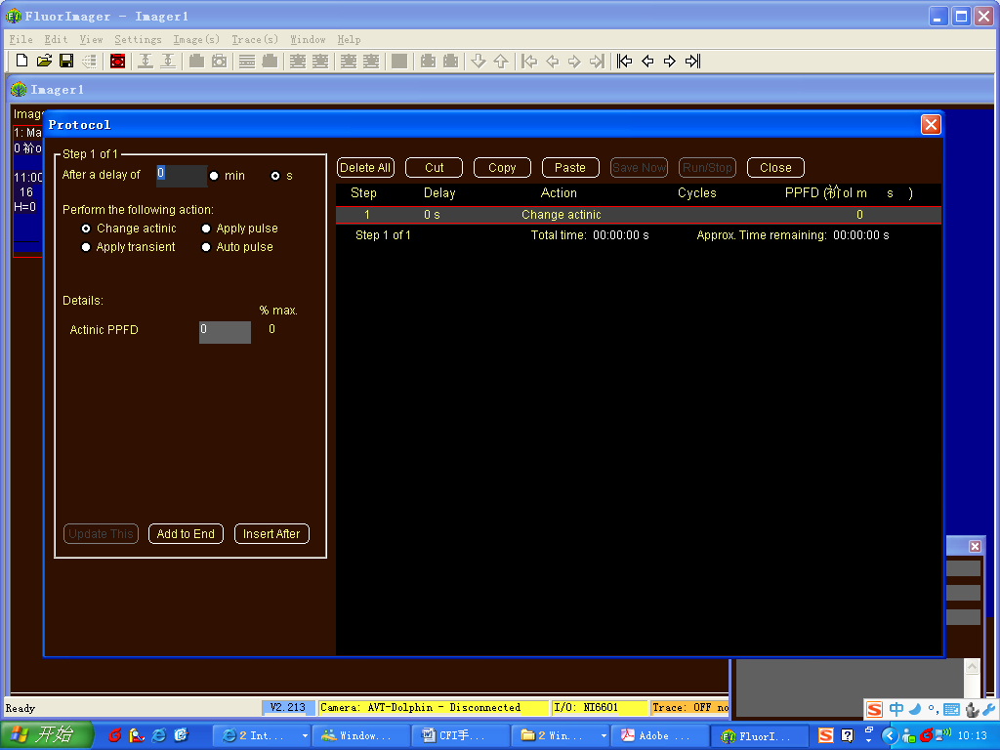 FluorImager - Imager1
File Edit View Settings Image(s) Trace(s) Window Help
Imager1
Imag
1: Ma
0 祄o
11:00
16
H=0
Protocol
Step 1 of 1
After a delay of 0 min s
Perform the following action:
Change actinic Apply pulse
Apply transient Auto pulse
Details:
% max.
Actinic PPFD 0 0
Update This Add to End Insert After
Delete All Cut Copy Paste Save Now Run/Stop Close
Step Delay Action Cycles PPFD (祄ol m s )
1 0 s Change actinic 0
Step 1 of 1 Total time: 00:00:00 s Approx. Time remaining: 00:00:00 s
Ready V2.213 Camera: AVT-Dolphin - Disconnected I/O: NI6601 Trace: OFF no
中
开始 2 Int... Window... CFI手... 2 Win... Adobe ... FluorI... 10:13